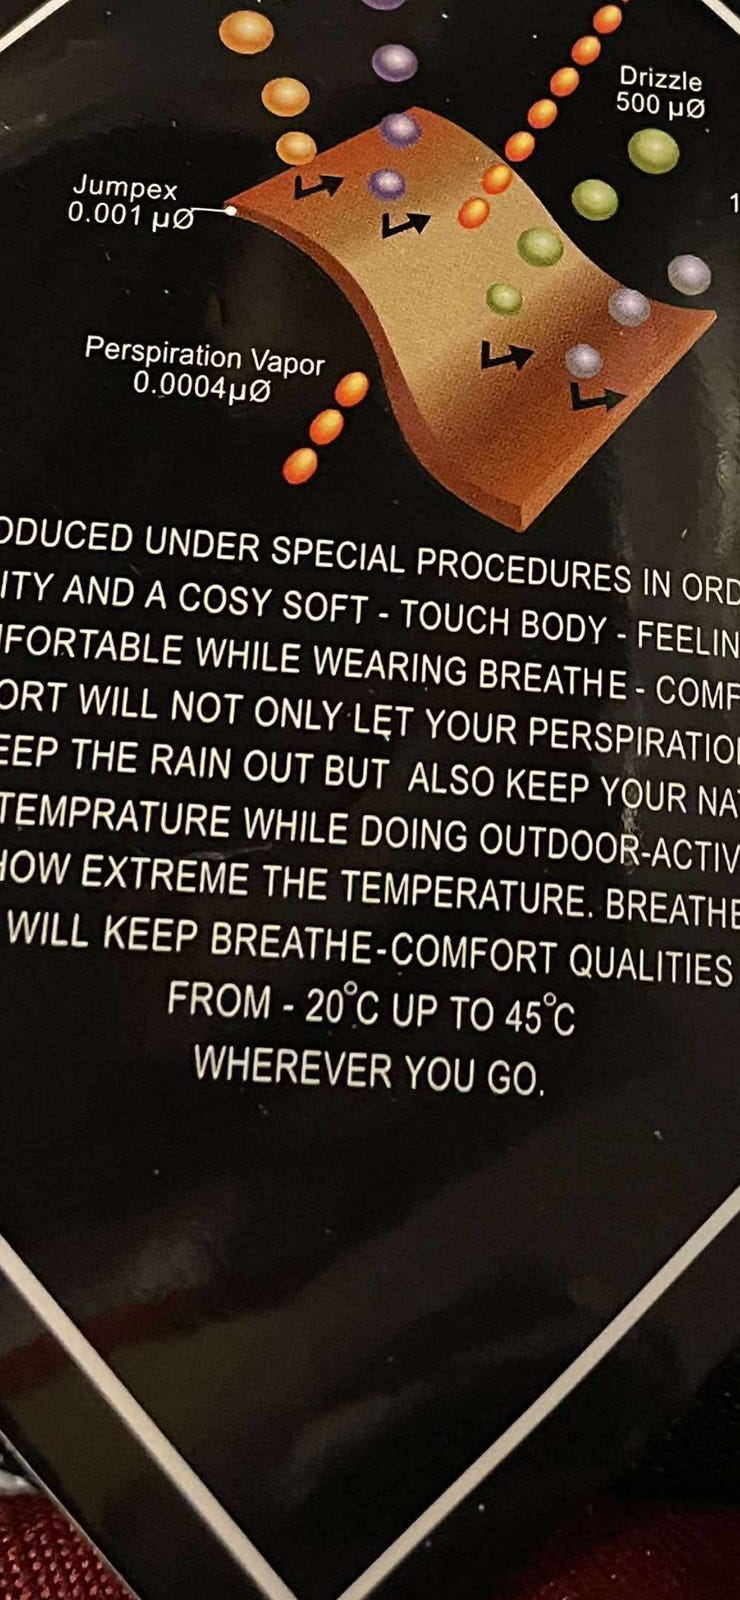 Drizzle
500 µØ
Jumpex
0.001 µØ
1
Perspiration Vapor
0.0004µØ
ODUCED UNDER SPECIAL PROCEDURES IN ORD
ITY AND A COSY SOFT - TOUCH BODY - FEELIN
FORTABLE WHILE WEARING BREATHE - COMF
ORT WILL NOT ONLY LET YOUR PERSPIRATIO
EEP THE RAIN OUT BUT ALSO KEEP YOUR NA
TEMPRATURE WHILE DOING OUTDOOR-ACTIV
HOW EXTREME THE TEMPERATURE. BREATHE
WILL KEEP BREATHE-COMFORT QUALITIES
FROM - 20°C UP TO 45°C
WHEREVER YOU GO.